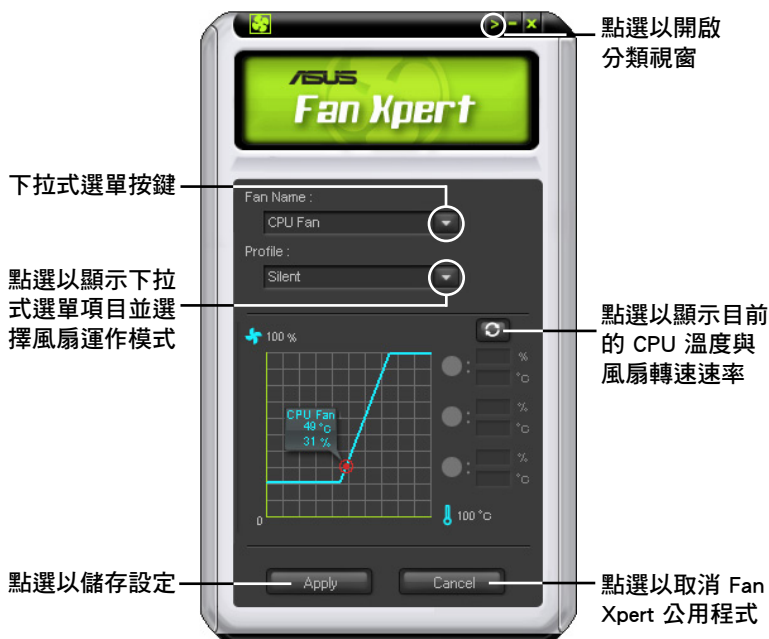 點選以開啟
分類視窗
ASUS
Fan Xpert
下拉式選單按鍵
Fan Name :
CPU Fan
Profile :
Silent
點選以顯示下拉
式選單項目並選
擇風扇運作模式
點選以顯示目前
的 CPU 溫度與
風扇轉速速率
100 %
CPU Fan
49 °C
31 %
: %
°C
: %
°C
: %
°C
0
100 °C
點選以儲存設定
Apply
Cancel
點選以取消 Fan
Xpert 公用程式